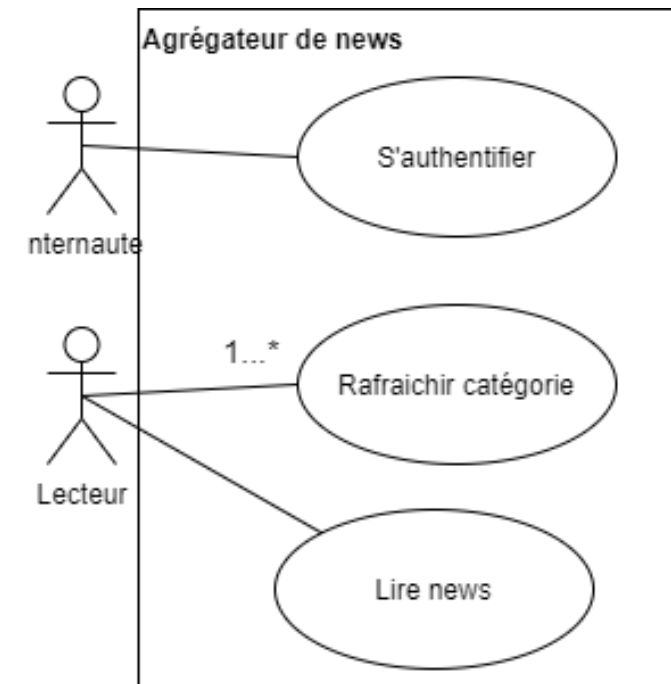 Agrégateur de news
S'authentifier
nternaute
1...*
Rafraichir catégorie
Lecteur
Lire news